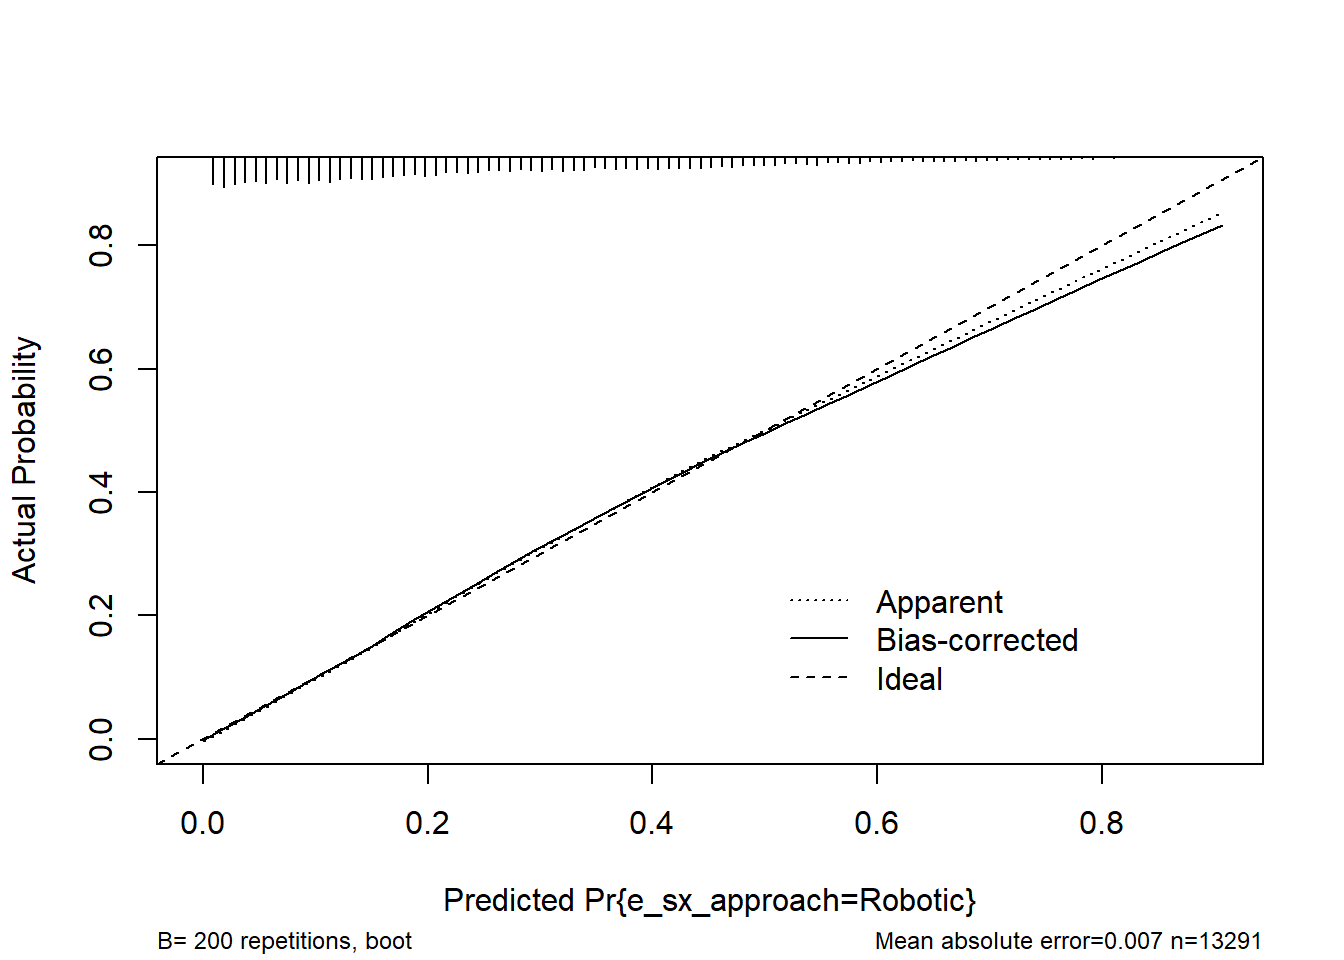 Actual Probability
0.8
0.6
0.4
0.2
0.0
Apparent
Bias-corrected
Ideal
0.0 0.2 0.4 0.6 0.8
Predicted Pr{e_sx_approach=Robotic}
B= 200 repetitions, boot
Mean absolute error=0.007 n=13291